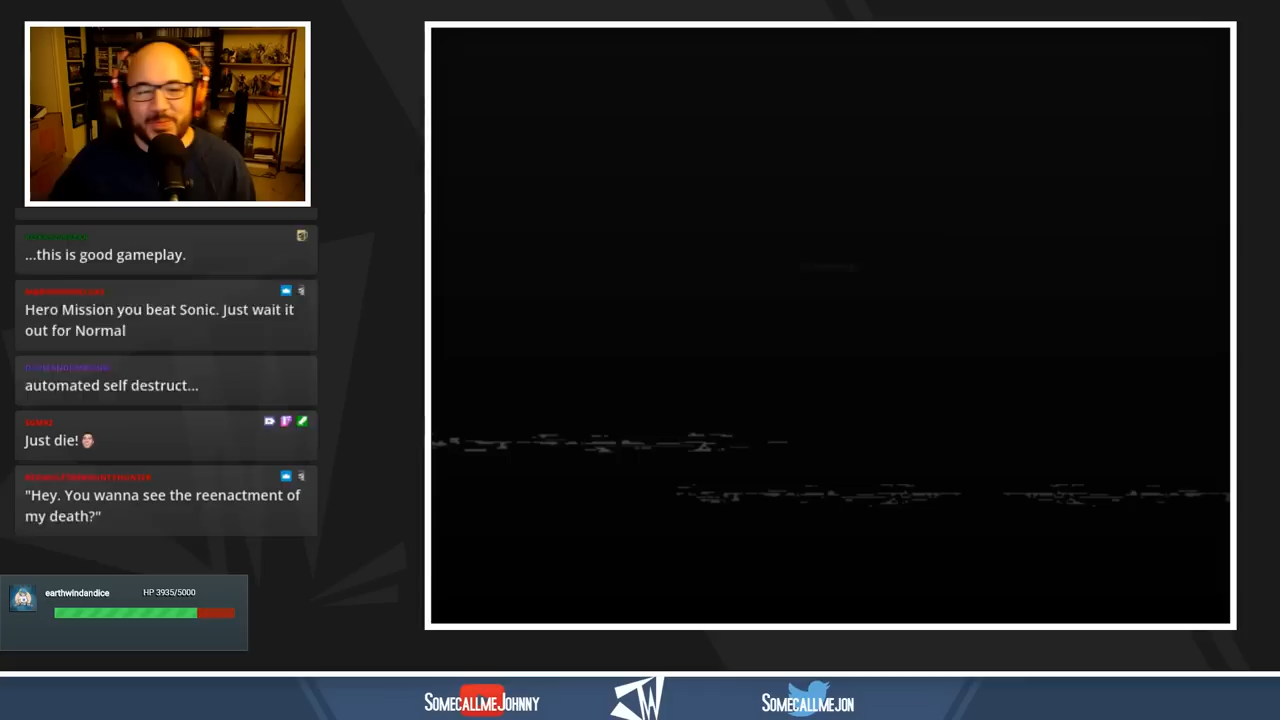 ...this is good gameplay.
Hero Mission you beat Sonic. Just wait it
out for Normal
automated self destruct...
Just die!
"Hey. You wanna see the reenactment of
my death?"
earthwindandice HP 3935/5000
SOMECALLMEJOHNNY
SOMECALLMEJON